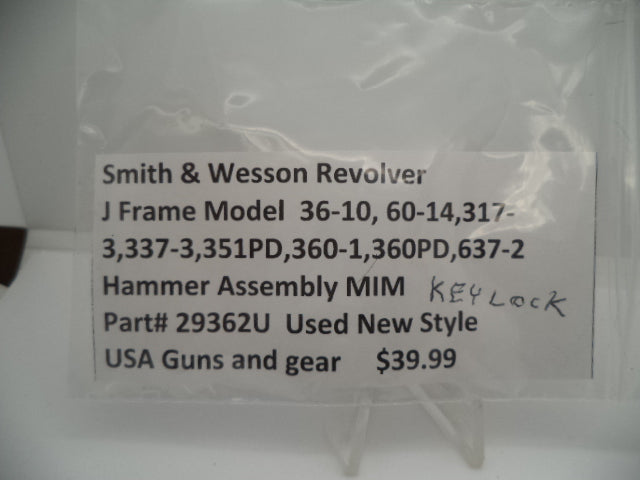 Smith & Wesson Revolver
J Frame Model 36-10, 60-14,317-
3,337-3,351PD,360-1,360PD,637-2
Hammer Assembly MIM KEYLOCK
Part# 29362U Used New Style
USA Guns and gear $39.99